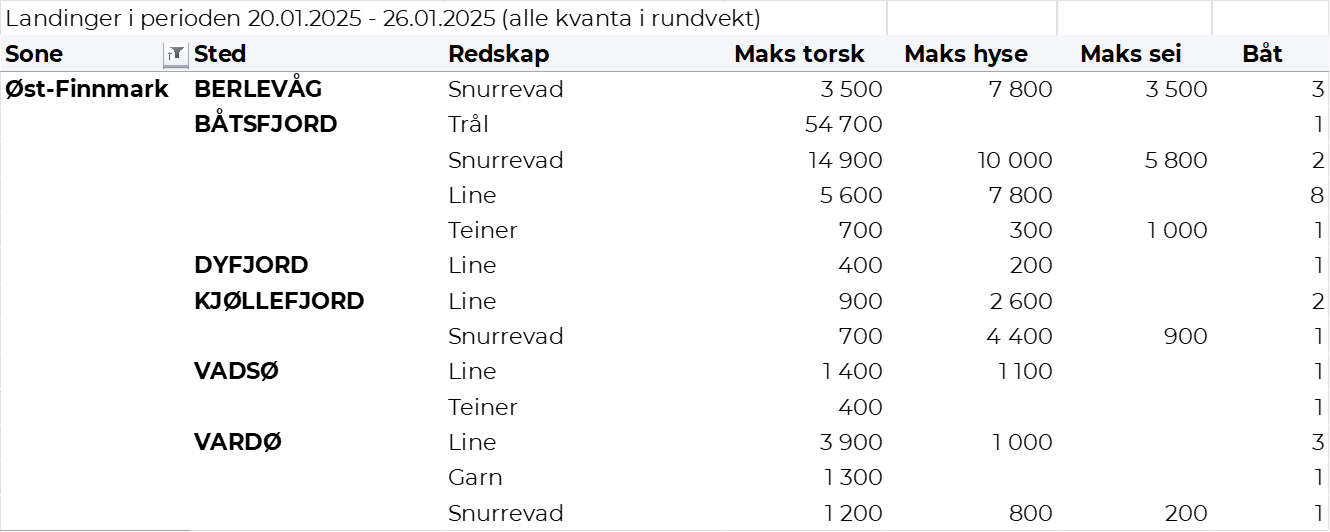 Landinger i perioden 20.01.2025 - 26.01.2025 (alle kvanta i rundvekt)
Sone Sted Redskap Maks torsk Maks hyse Maks sei Båt
Øst-Finnmark BERLEVÅG Snurrevad 3 500 7 800 3 500 3
BÅTSFJORD Trål 54 700 1
Snurrevad 14 900 10 000 5 800 2
Line 5 600 7 800 8
Teiner 700 300 1 000 1
DYFJORD Line 400 200 1
KJØLLEFJORD Line 900 2 600 2
Snurrevad 700 4 400 900 1
VADSØ Line 1 400 1 100 1
Teiner 400 1
VARDØ Line 3 900 1 000 3
Garn 1 300 1
Snurrevad 1 200 800 200 1